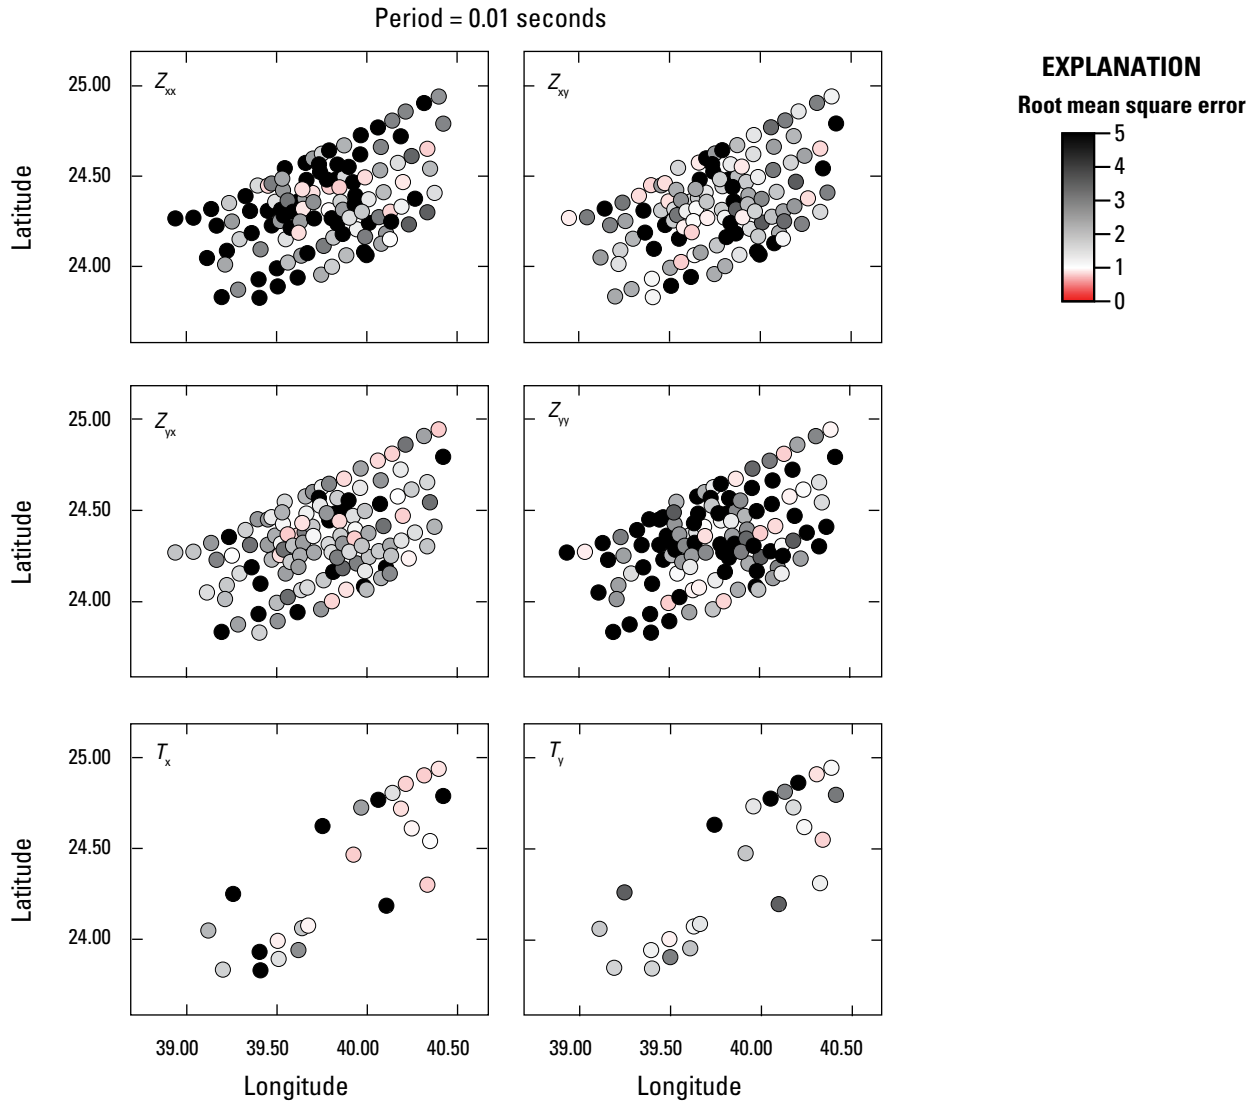 Period = 0.01 seconds
Zxx
25.00
24.50
24.00
Latitude
Zxy
EXPLANATION
Root mean square error
5
4
3
2
1
0
Zyx
25.00
24.50
24.00
Latitude
Zyy
Tx
25.00
24.50
24.00
Latitude
Ty
39.00 39.50 40.00 40.50
Longitude
39.00 39.50 40.00 40.50
Longitude